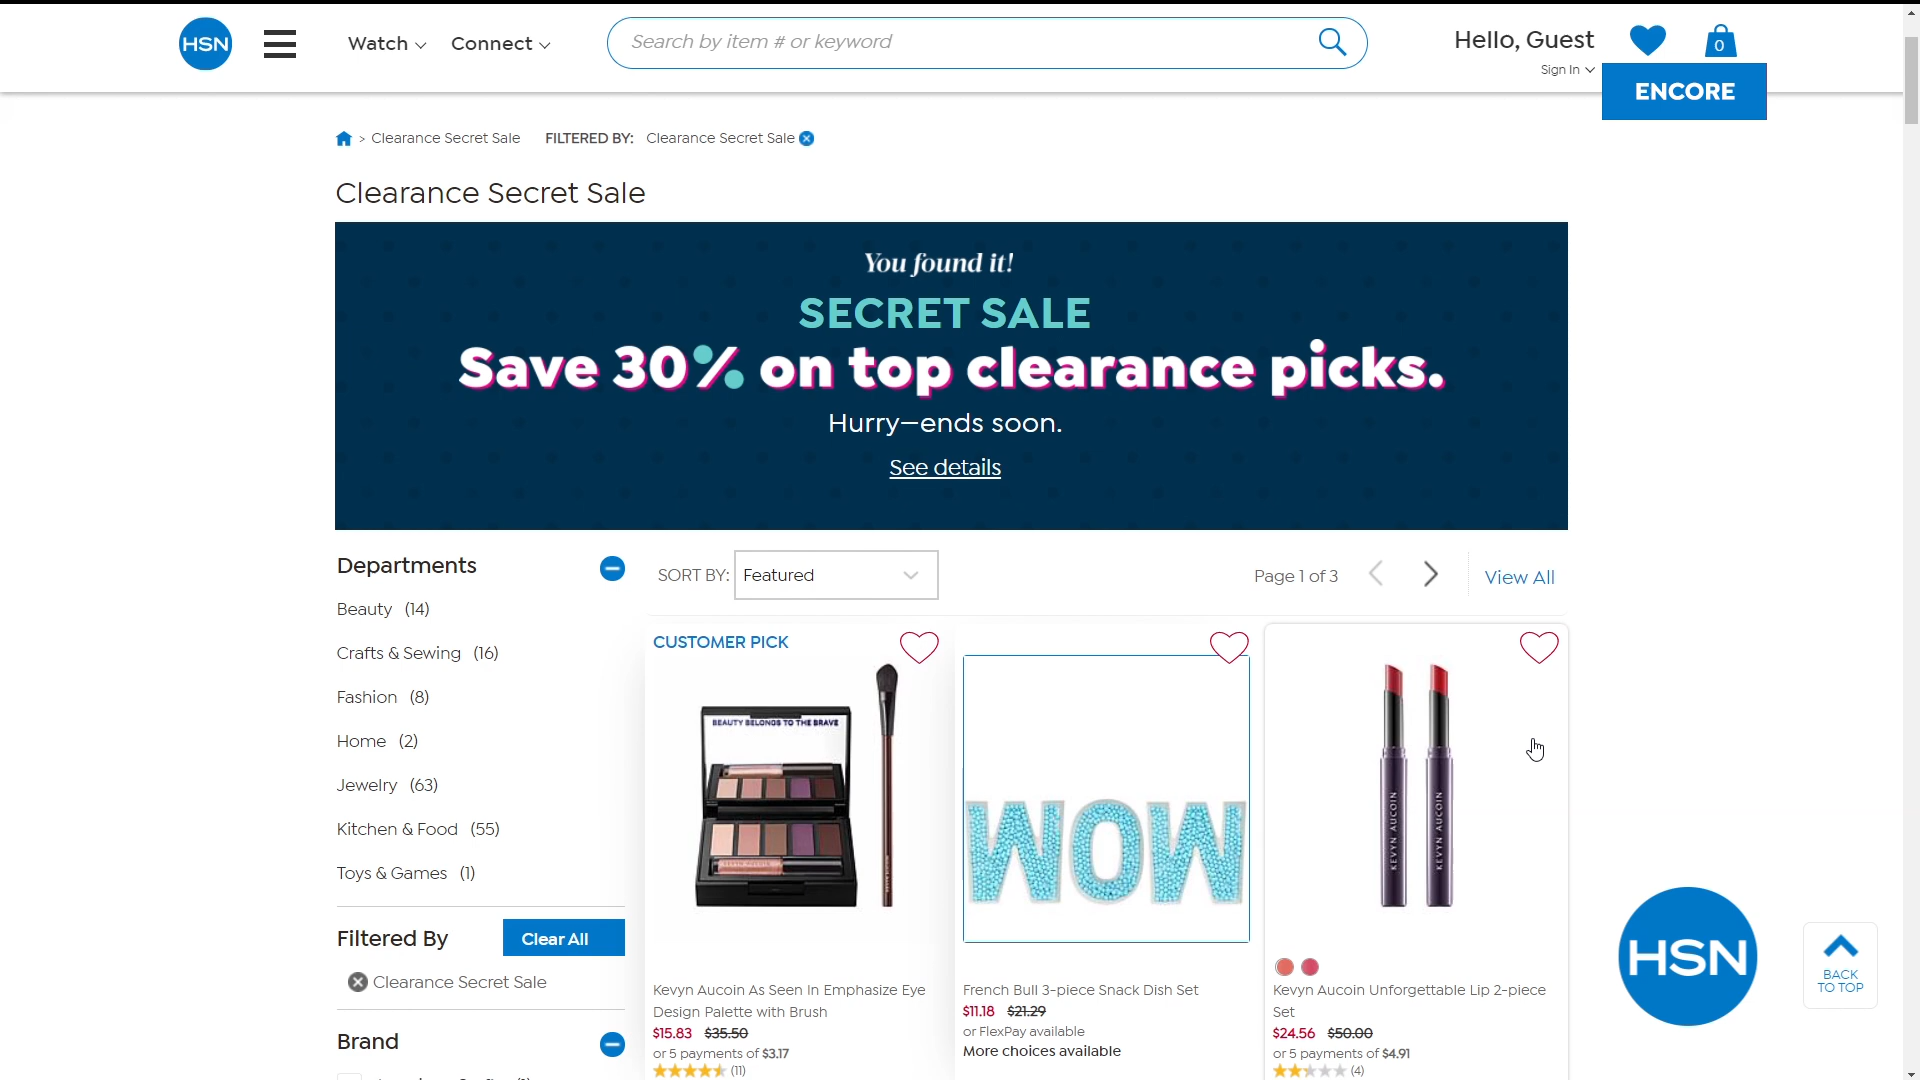 HSN
Watch
Connect
Search by item # or keyword
Hello, Guest
Sign In
0
ENCORE
> Clearance Secret Sale
FILTERED BY: Clearance Secret Sale
Clearance Secret Sale
You found it!
SECRET SALE
Save 30% on top clearance picks.
Hurry—ends soon.
See details
Departments
Beauty (14)
Crafts & Sewing (16)
Fashion (8)
Home (2)
Jewelry (63)
Kitchen & Food (55)
Toys & Games (1)
Filtered By
Clear All
Clearance Secret Sale
Brand
SORT BY: Featured
Page 1 of 3
View All
CUSTOMER PICK
BEAUTY BELONGS TO THE BRAVE
Kevyn Aucoin As Seen In Emphasize Eye
Design Palette with Brush
$15.83 $35.50
or 5 payments of $3.17
(11)
WOW
French Bull 3-piece Snack Dish Set
$11.18 $21.29
or FlexPay available
More choices available
KEVYN AUCOIN
KEVYN AUCOIN
Kevyn Aucoin Unforgettable Lip 2-piece
Set
$24.56 $50.00
or 5 payments of $4.91
(4)
HSN
BACK
TO TOP